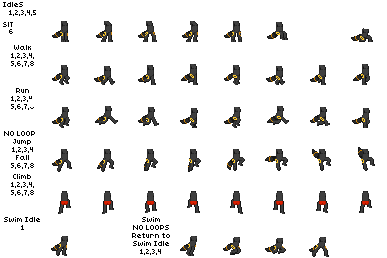 IdleS
1,2,3,4,5
SIT
6
Walk
1,2,3,4,
5,6,7,8
Run
1,2,3,4
5,6,7,8
NO LOOP
Jump
1,2,3,4
Fall
5,6,7,8
Climb
1,2,3,4,
5,6,7,8
Swim Idle
1
Swim
NO LOOPS
Return to
Swim Idle
1,2,3,4